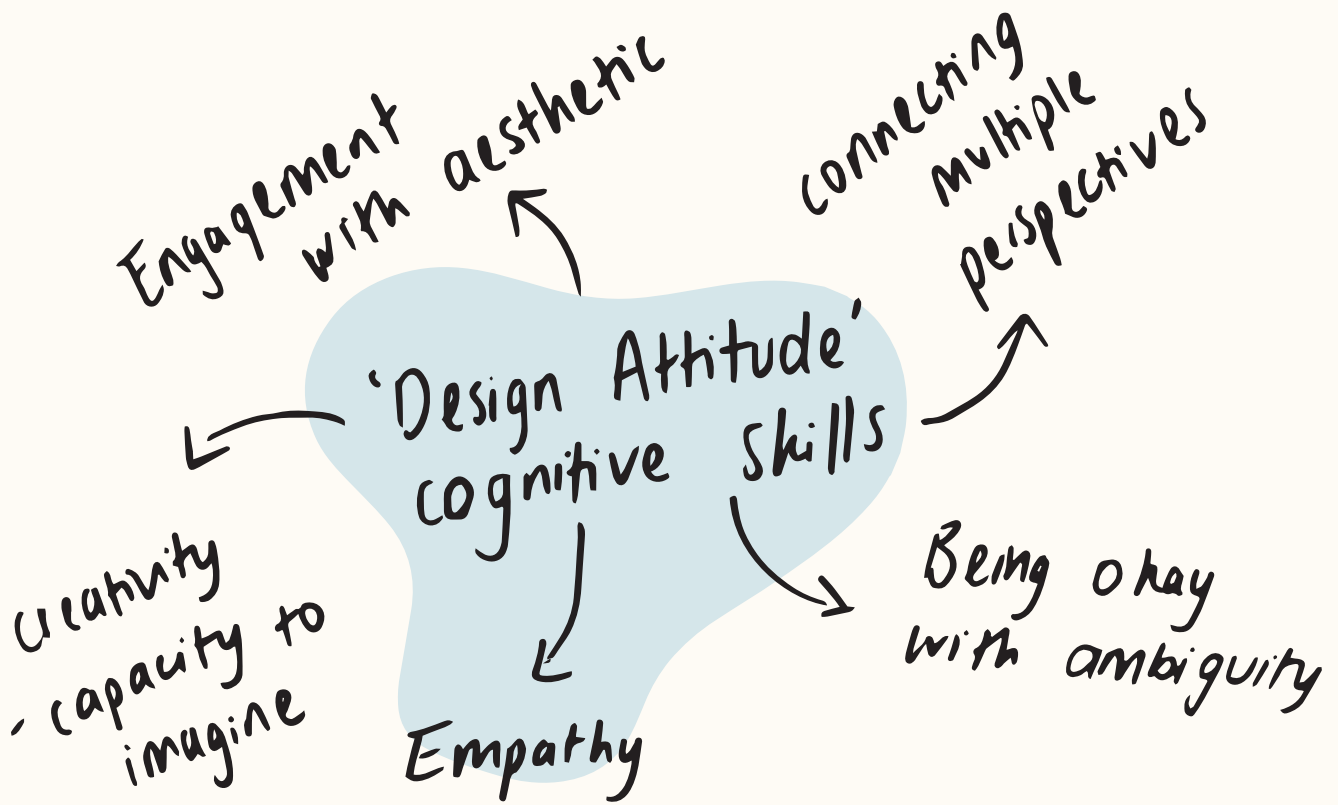 Engagement
with aesthetic
connecting
multiple
perspectives
'Design Attitude'
cognitive skills
creativity
- capacity to
imagine
Empathy
Being okay
with ambiguity